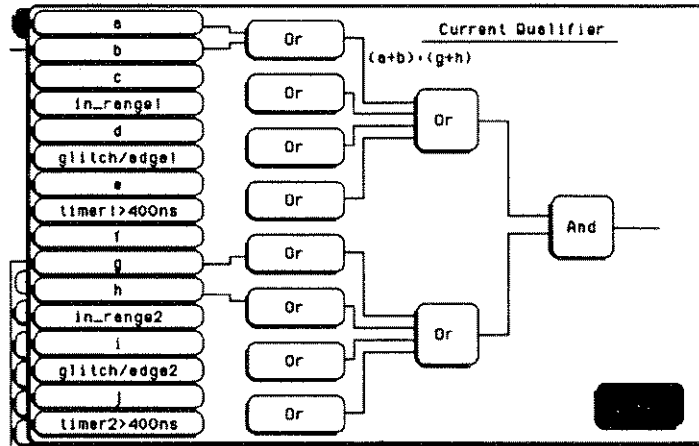 Current Qualifier
(a+b)·(g+h)
a
b
c
in_range1
d
glitch/edge1
e
timer1>400ns
f
g
h
in_range2
i
glitch/edge2
j
timer2>400ns
Or
Or
Or
Or
Or
Or
Or
Or
Or
Or
And